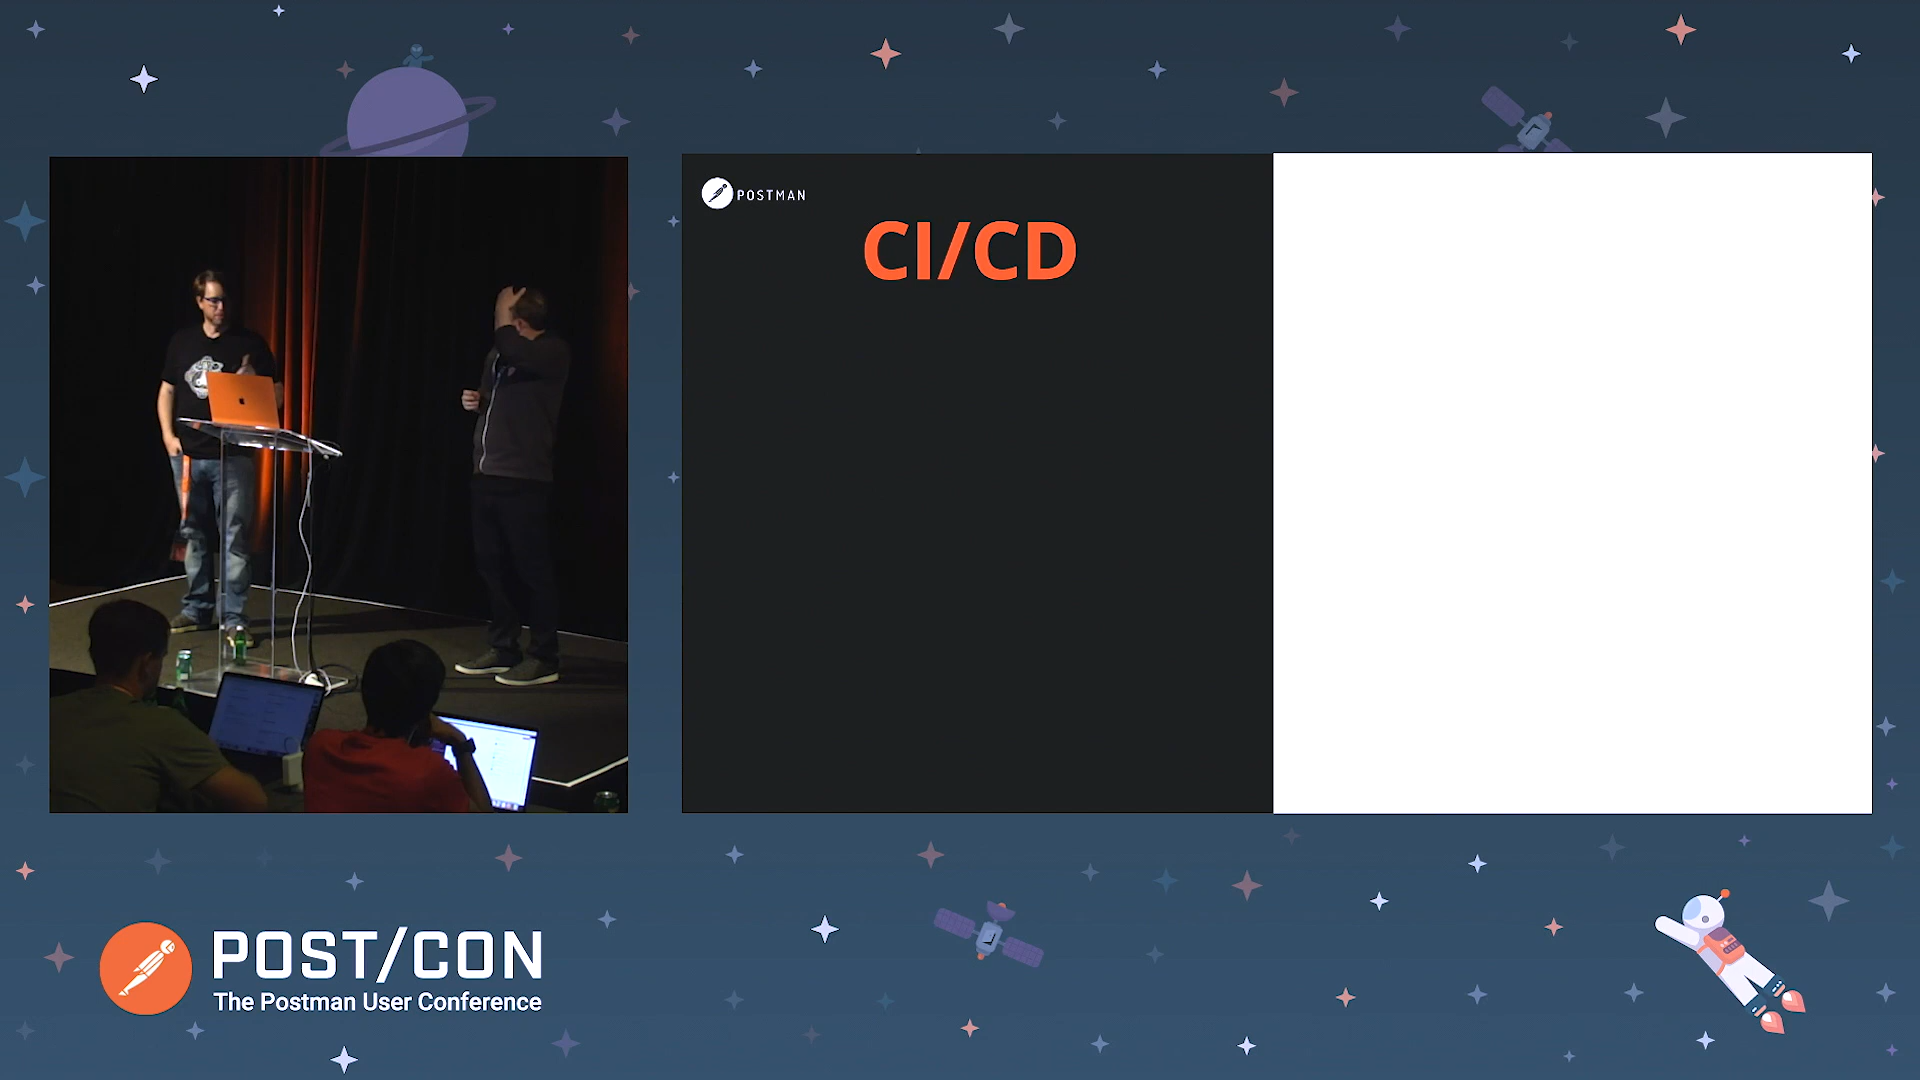 POSTMAN
CI/CD
POST/CON
The Postman User Conference